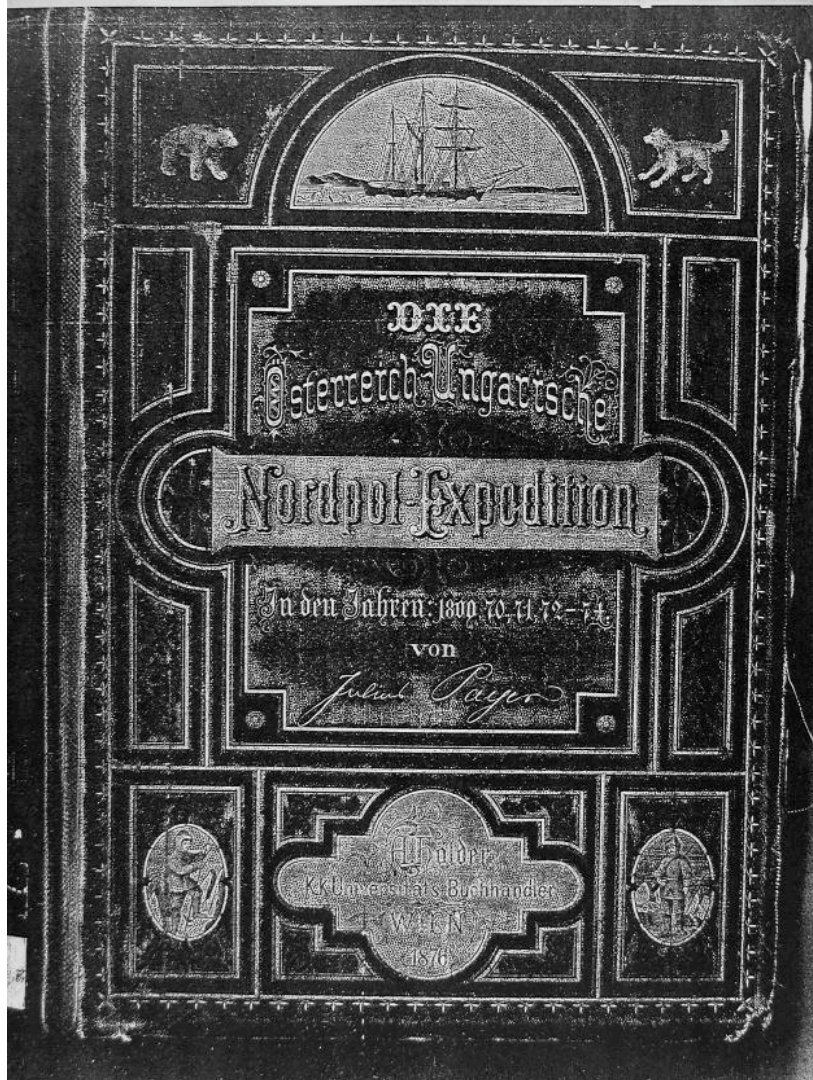 DIE
Österreich-Ungarische
Nordpol-Expedition
In den Jahren: 1869, 70, 71, 72–74.
von
Julius Payer
A. Hölder
K.K. Universitäts Buchhändler
WIEN
1876